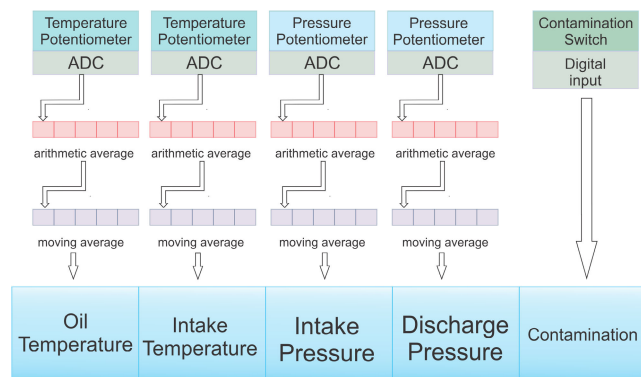 Temperature
Potentiometer
ADC
Temperature
Potentiometer
ADC
Pressure
Potentiometer
ADC
Pressure
Potentiometer
ADC
Contamination
Switch
Digital
input
arithmetic average
arithmetic average
arithmetic average
arithmetic average
moving average
moving average
moving average
moving average
Oil
Temperature
Intake
Temperature
Intake
Pressure
Discharge
Pressure
Contamination